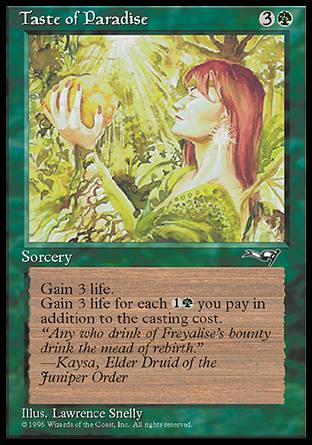 Taste of Paradise 3
Sorcery
Gain 3 life.
Gain 3 life for each 1 you pay in
addition to the casting cost.
“Any who drink of Freyalise’s bounty
drink the mead of rebirth.”
Kaysa, Elder Druid of the
Juniper Order
Illus. Lawrence Snelly
© 1996 Wizards of the Coast, Inc. All rights reserved.